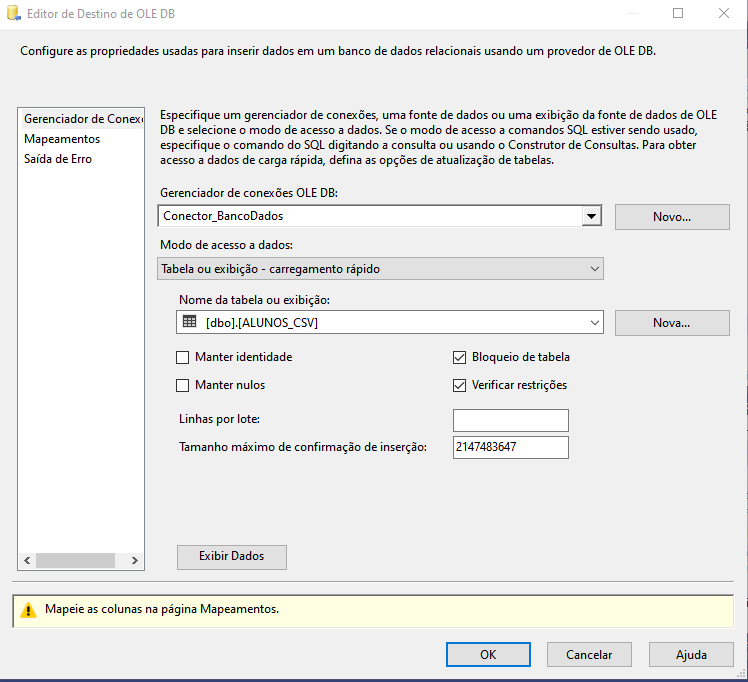 Editor de Destino de OLE DB
Configure as propriedades usadas para inserir dados em um banco de dados relacionais usando um provedor de OLE DB.
Gerenciador de Conex
Mapeamentos
Saída de Erro
Especifique um gerenciador de conexões, uma fonte de dados ou uma exibição da fonte de dados de OLE
DB e selecione o modo de acesso a dados. Se o modo de acesso a comandos SQL estiver sendo usado,
especifique o comando do SQL digitando a consulta ou usando o Construtor de Consultas. Para obter
acesso a dados de carga rápida, defina as opções de atualização de tabelas.
Gerenciador de conexões OLE DB:
Conector_BancoDados
Novo...
Modo de acesso a dados:
Tabela ou exibição - carregamento rápido
Nome da tabela ou exibição:
[dbo].[ALUNOS_CSV]
Nova...
Manter identidade
Bloqueio de tabela
Manter nulos
Verificar restrições
Linhas por lote:
Tamanho máximo de confirmação de inserção:
2147483647
Exibir Dados
Mapeie as colunas na página Mapeamentos.
OK
Cancelar
Ajuda